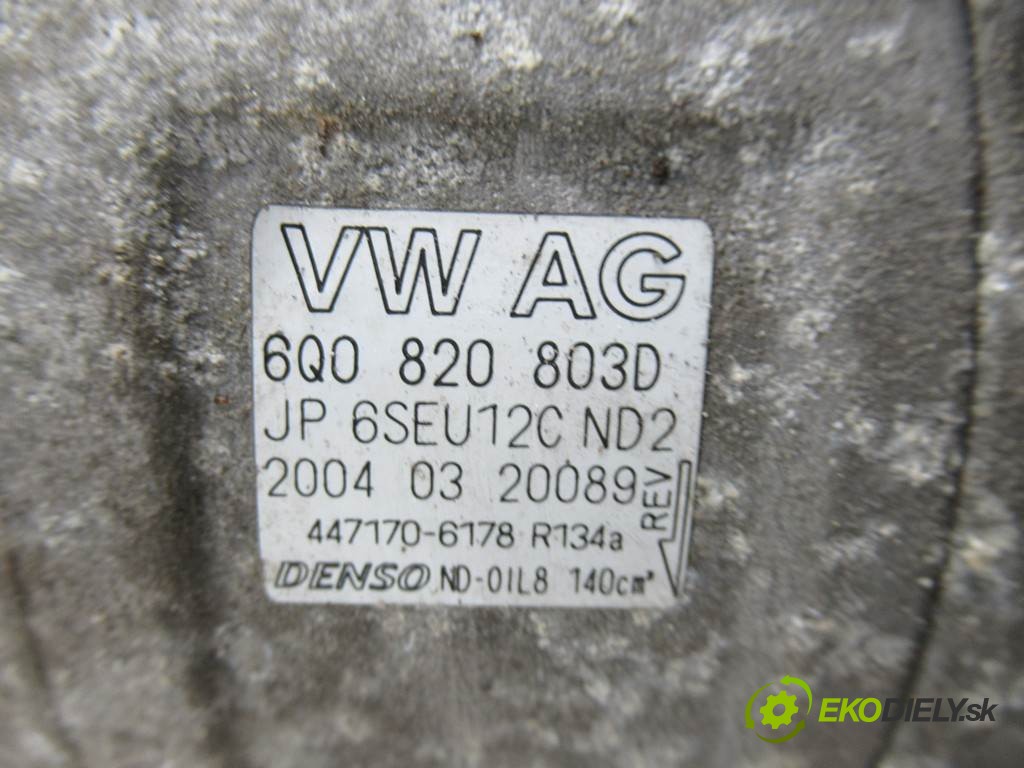 VW AG
6Q0 820 803D
JP 6SEU12C ND2
2004 03 20089
REV
447170-6178 R134a
DENSO ND-OIL8 140cm³
EKODIELY.sk